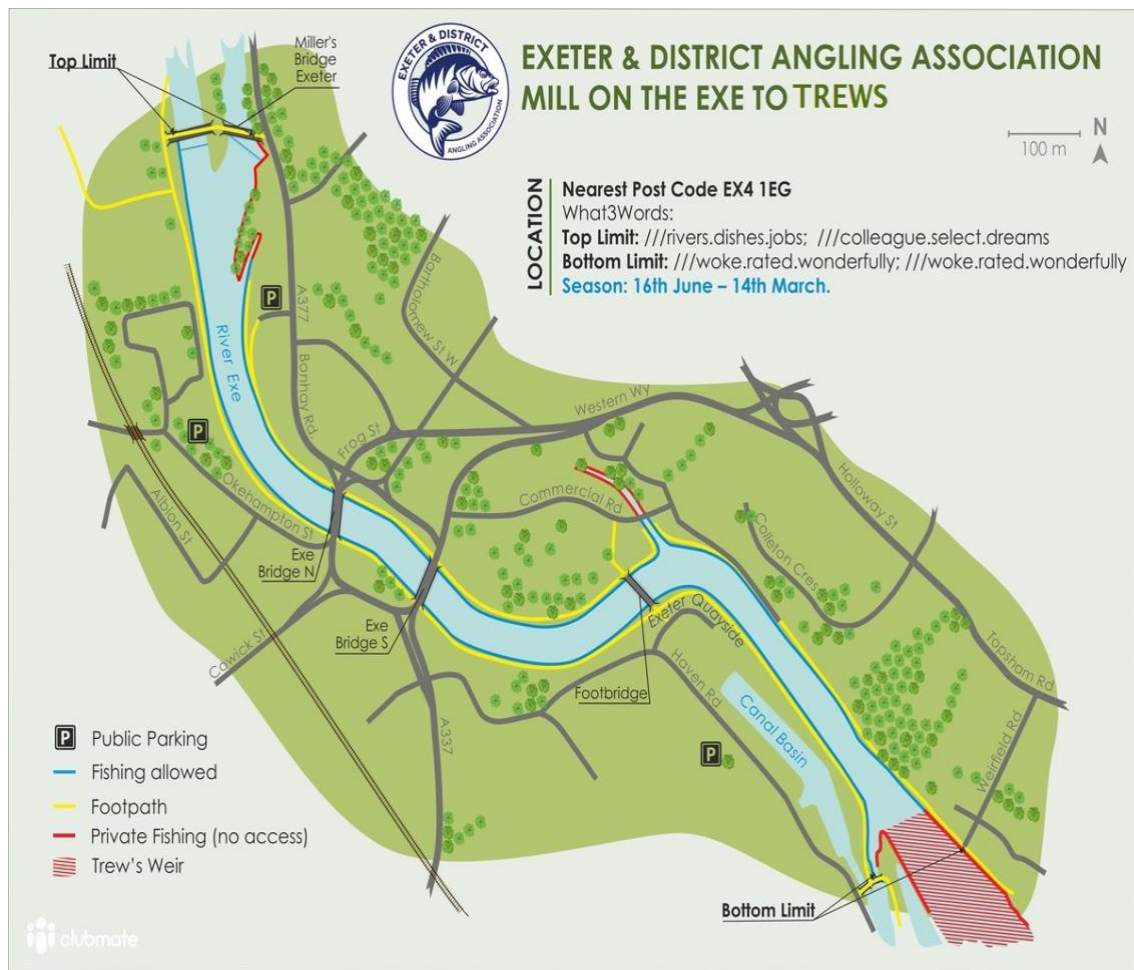 EXETER & DISTRICT ANGLING ASSOCIATION
MILL ON THE EXE TO TREWS
EXETER & DISTRICT
ANGLING ASSOCIATION
100 m
N
LOCATION
Nearest Post Code EX4 1EG
What3Words:
Top Limit: ///rivers.dishes.jobs; ///colleague.select.dreams
Bottom Limit: ///woke.rated.wonderfully; ///woke.rated.wonderfully
Season: 16th June – 14th March.
Top Limit
Miller's
Bridge
Exeter
Bartholomew St W
P
A377
River Exe
Bonhay Rd.
Western Wy
P
Frog St
Okehampton St
Albion St
Commercial Rd
Holloway St
Colleton Cres
Exe
Bridge N
Exe
Bridge S
Cowick St
Exeter Quayside
Footbridge
Haven Rd
Topsham Rd
Weirfield Rd
Canal Basin
A337
P
P Public Parking
Fishing allowed
Footpath
Private Fishing (no access)
Trew's Weir
Bottom Limit
clubmate